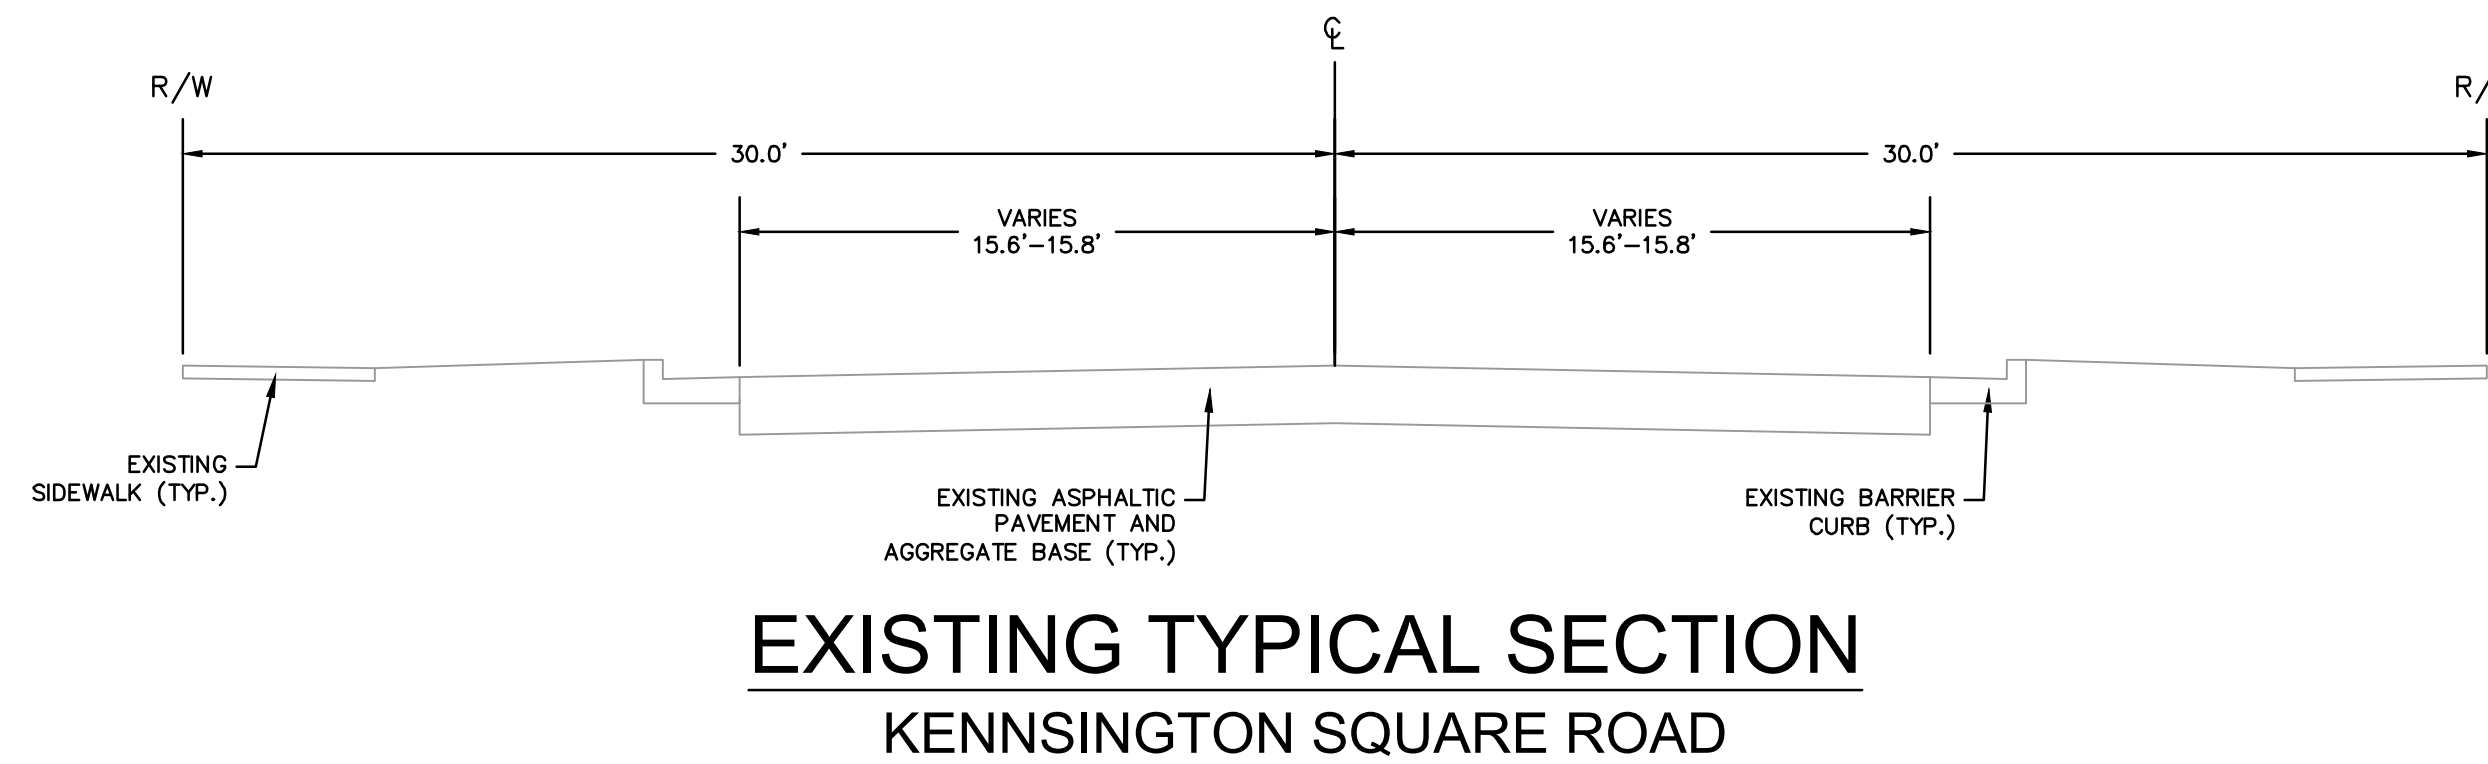 ℄
R/W
R/
30.0'
30.0'
VARIES
15.6'-15.8'
VARIES
15.6'-15.8'
EXISTING
SIDEWALK (TYP.)
EXISTING ASPHALTIC
PAVEMENT AND
AGGREGATE BASE (TYP.)
EXISTING BARRIER
CURB (TYP.)
EXISTING TYPICAL SECTION
KENNSINGTON SQUARE ROAD